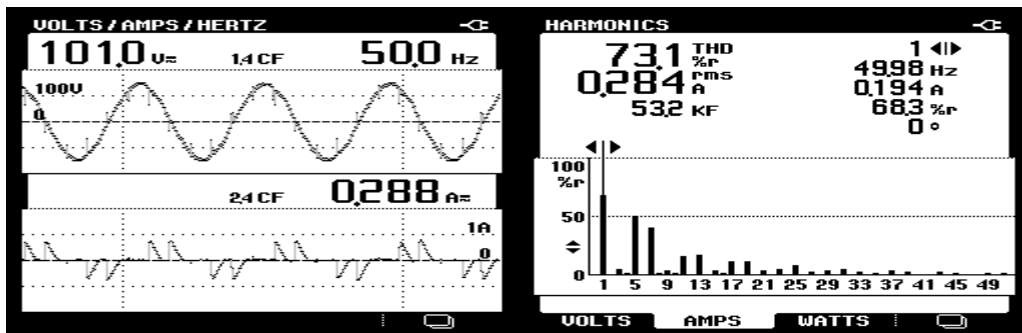 VOLTS/AMPS/HERTZ
101.0 V≂ 1.4 CF 50.0 Hz
100V
0
2.4 CF 0.288 A≂
1A
0
HARMONICS
73.1 THD %r
0.284 rms A
53.2 KF
1
49.98 Hz
0.194 A
68.3 %r
0 °
100
%r
50
0
1 5 9 13 17 21 25 29 33 37 41 45 49
VOLTS AMPS WATTS